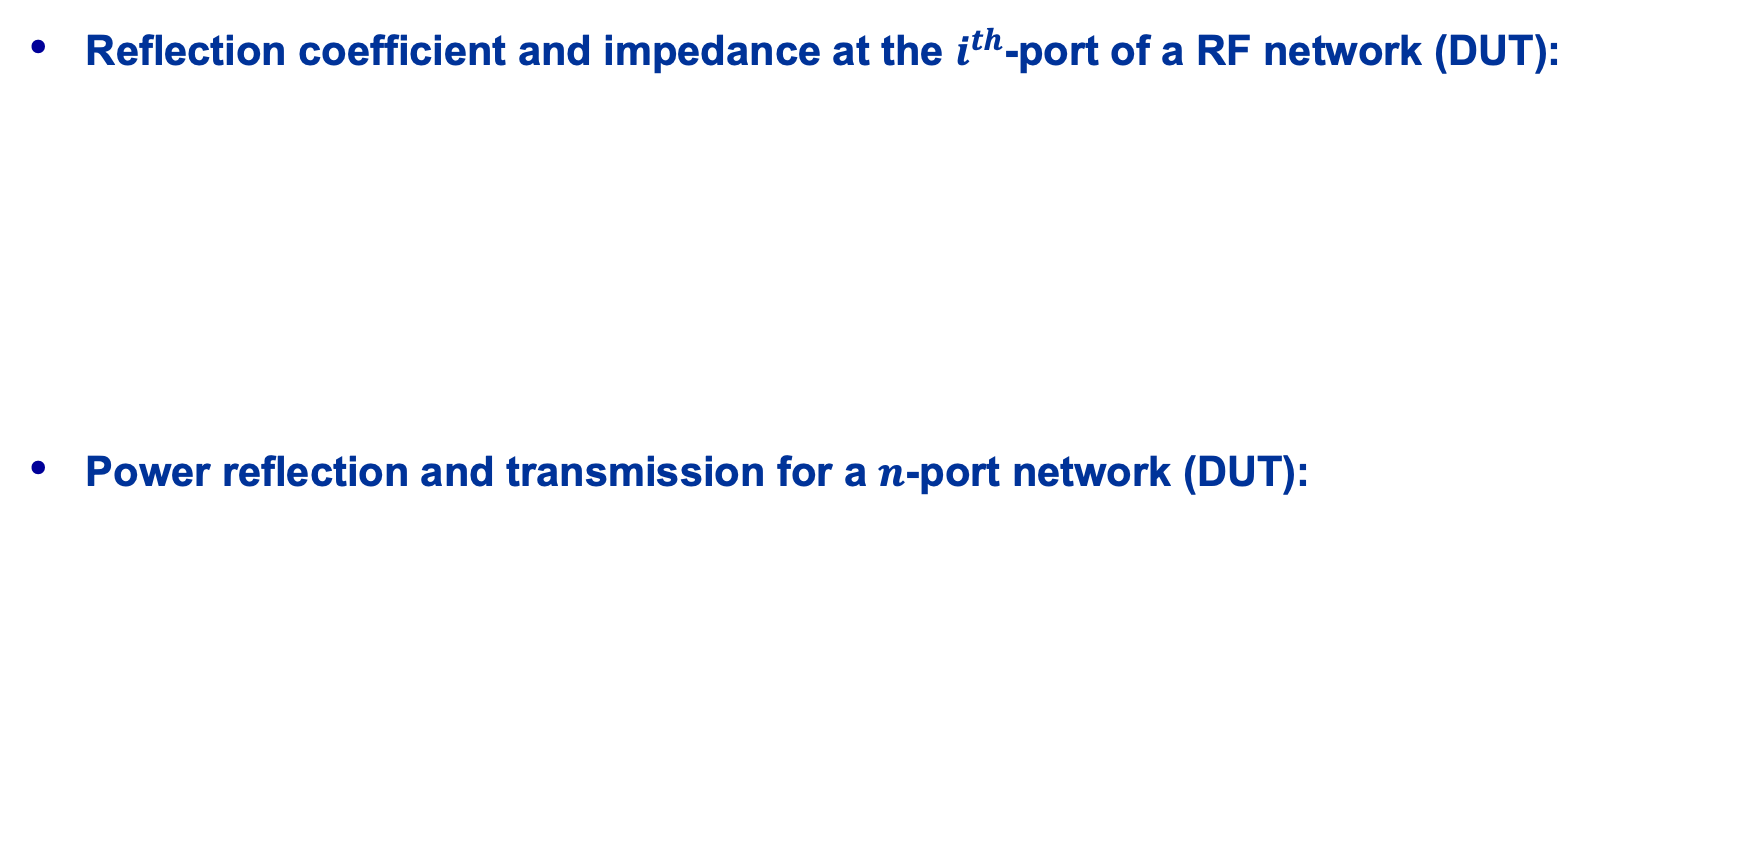 • Reflection coefficient and impedance at the $i^{th}$-port of a RF network (DUT):
• Power reflection and transmission for a $n$-port network (DUT):